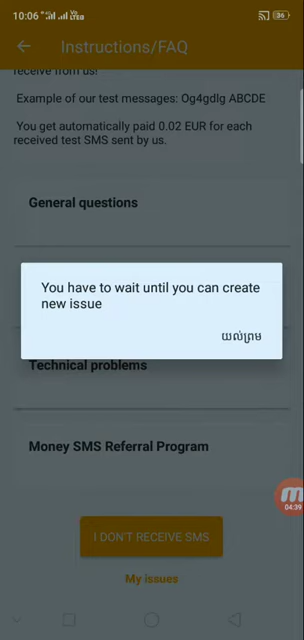 10:06
36
Instructions/FAQ
receive from us!
Example of our test messages: Og4gdlg ABCDE
You get automatically paid 0.02 EUR for each
received test SMS sent by us.
General questions
You have to wait until you can create
new issue
យល់ព្រម
Technical problems
Money SMS Referral Program
04:39
I DON'T RECEIVE SMS
My issues